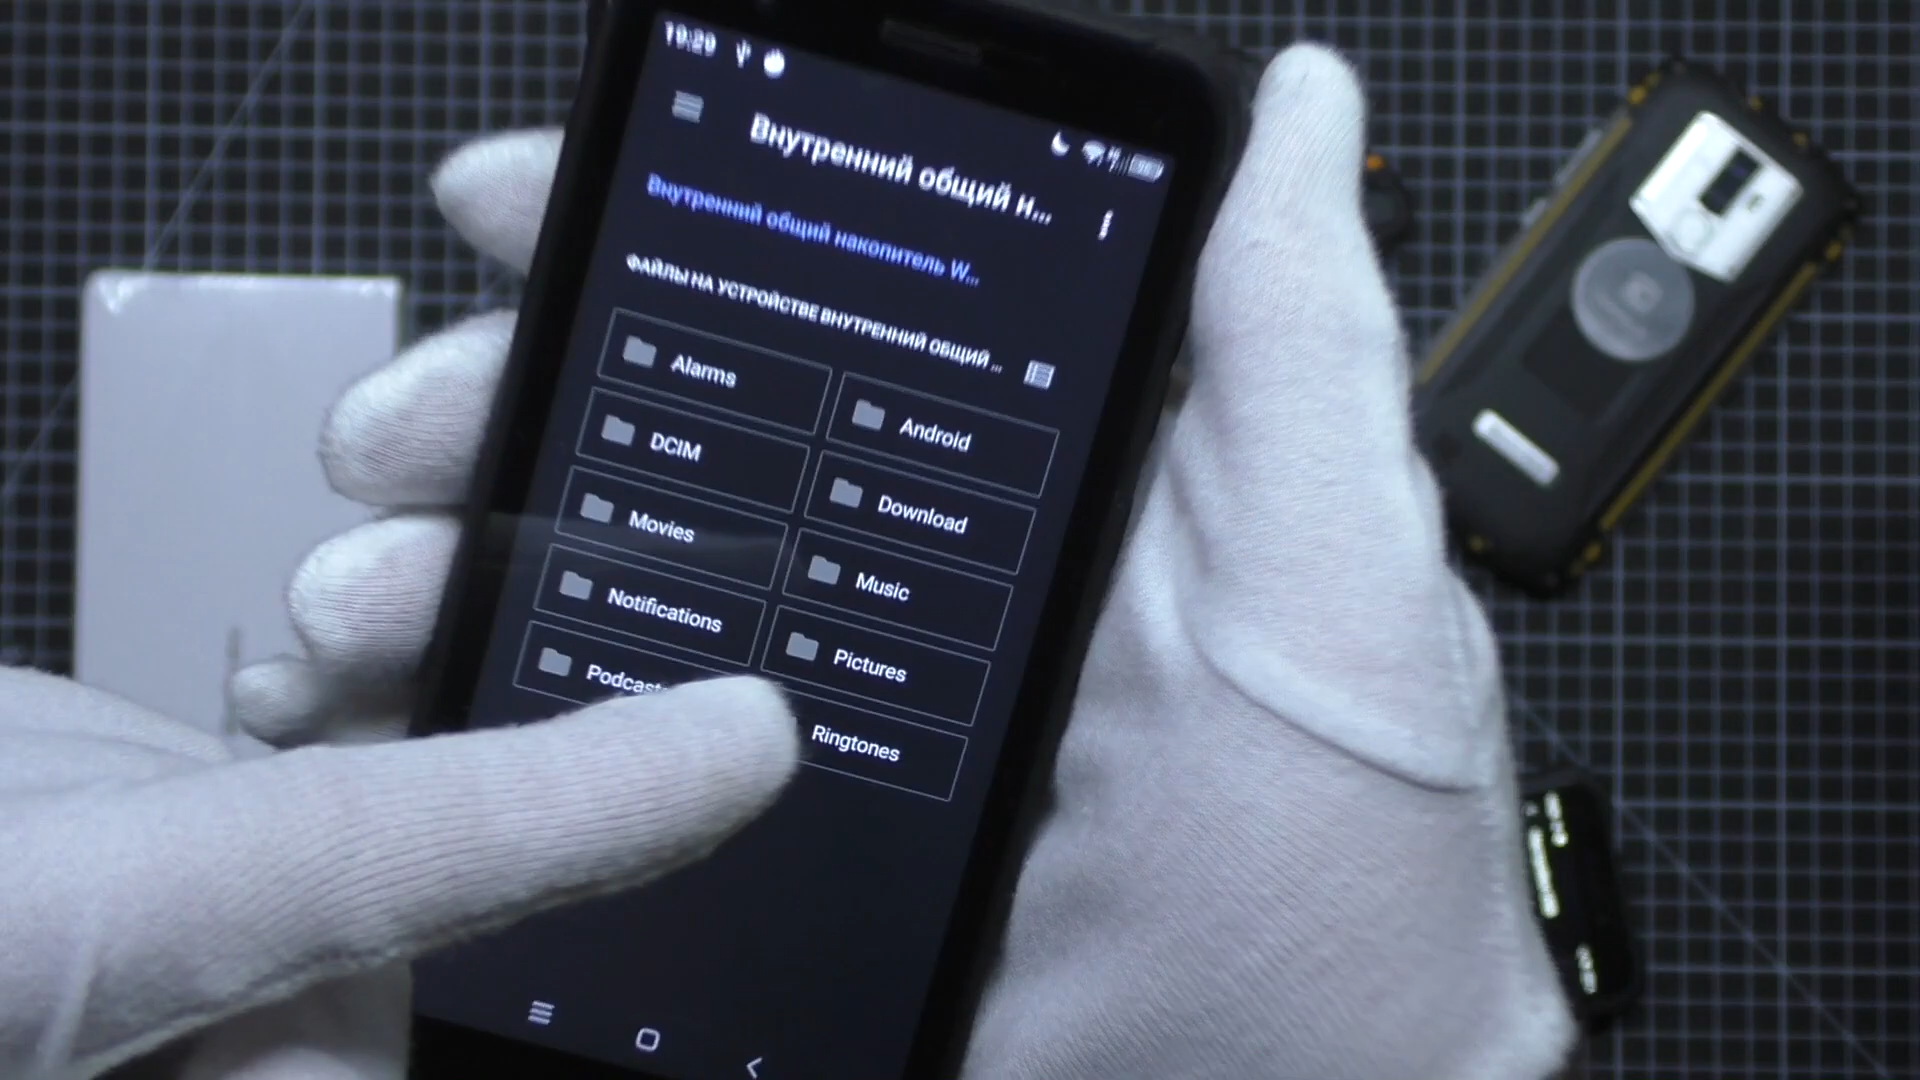 19:29
Внутренний общий н...
Внутренний общий накопитель W...
ФАЙЛЫ НА УСТРОЙСТВЕ ВНУТРЕННИЙ ОБЩИЙ ...
Alarms
Android
DCIM
Download
Movies
Music
Notifications
Pictures
Ringtones